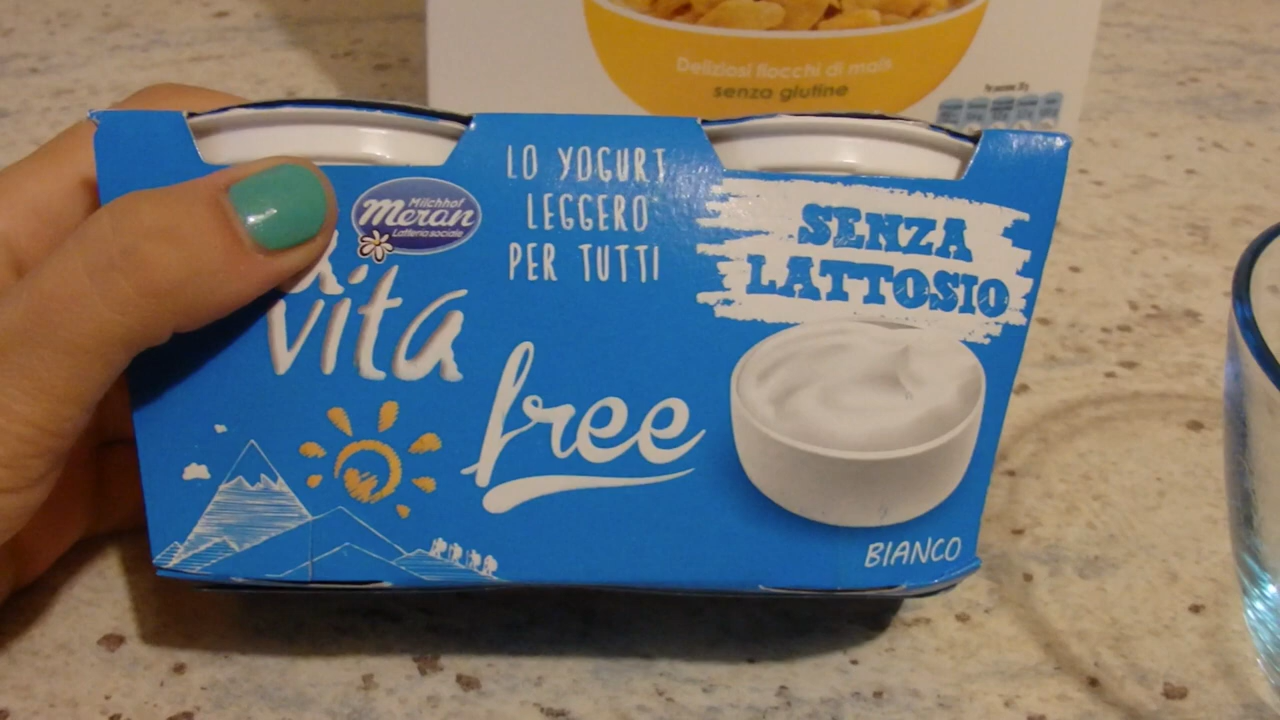 Deliziosi fiocchi di mais
senza glutine
Milchhof
Meran
Latteria sociale
LO YOGURT
LEGGERO
PER TUTTI
SENZA
LATTOSIO
vita
free
BIANCO